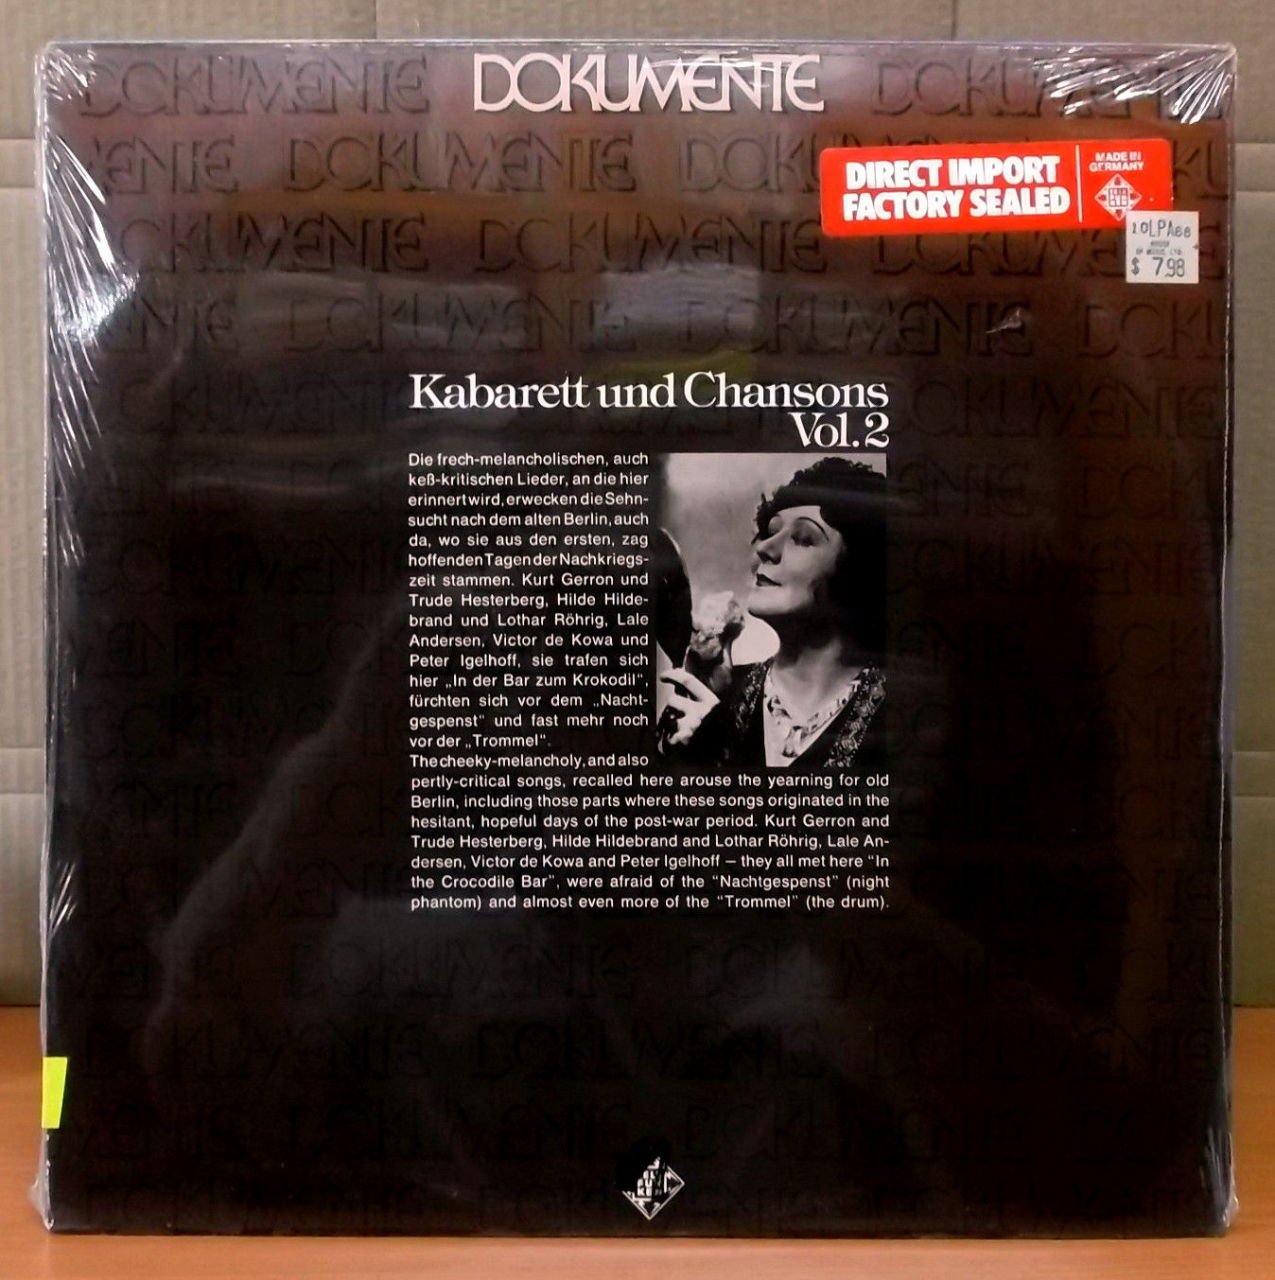 DOKUMENTE
DIRECT IMPORT
FACTORY SEALED
MADE IN
GERMANY
10LPA88
$ 7.98
Kabarett und Chansons
Vol.2
Die frech-melancholischen, auch
keß-kritischen Lieder, an die hier
erinnert wird, erwecken die Sehn-
sucht nach dem alten Berlin, auch
da, wo sie aus den ersten, zag
hoffenden Tagen der Nachkriegs-
zeit stammen. Kurt Gerron und
Trude Hesterberg, Hilde Hilde-
brand und Lothar Röhrig, Lale
Andersen, Victor de Kowa und
Peter Igelhoff, sie trafen sich
hier „In der Bar zum Krokodil“,
fürchten sich vor dem „Nacht-
gespenst“ und fast mehr noch
vor der „Trommel“.
The cheeky-melancholy, and also
pertly-critical songs, recalled here arouse the yearning for old
Berlin, including those parts where these songs originated in the
hesitant, hopeful days of the post-war period. Kurt Gerron and
Trude Hesterberg, Hilde Hildebrand and Lothar Röhrig, Lale An-
dersen, Victor de Kowa and Peter Igelhoff – they all met here “In
the Crocodile Bar”, were afraid of the “Nachtgespenst” (night
phantom) and almost even more of the “Trommel” (the drum).